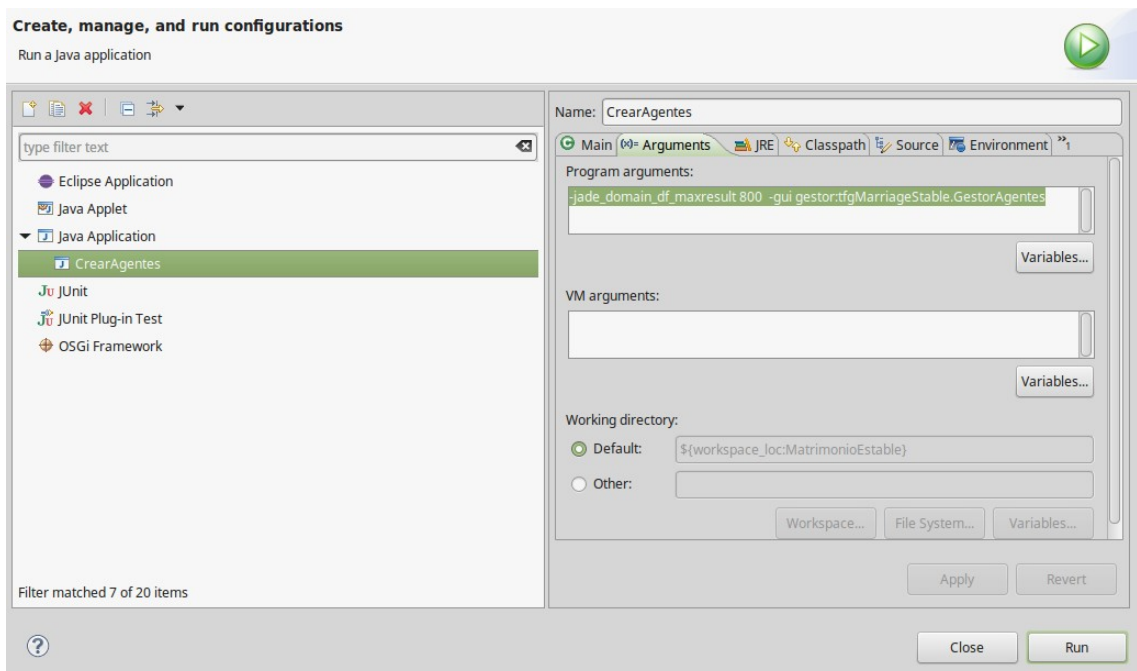 Create, manage, and run configurations
Run a Java application
type filter text
Eclipse Application
Java Applet
Java Application
CrearAgentes
JUnit
JUnit Plug-in Test
OSGi Framework
Filter matched 7 of 20 items
Name: CrearAgentes
Main (x)= Arguments JRE Classpath Source Environment »1
Program arguments:
-jade_domain_df_maxresult 800  -gui gestor:tfgMarriageStable.GestorAgentes
Variables...
VM arguments:
Variables...
Working directory:
Default: ${workspace_loc:MatrimonioEstable}
Other:
Workspace... File System... Variables...
Apply Revert
Close Run